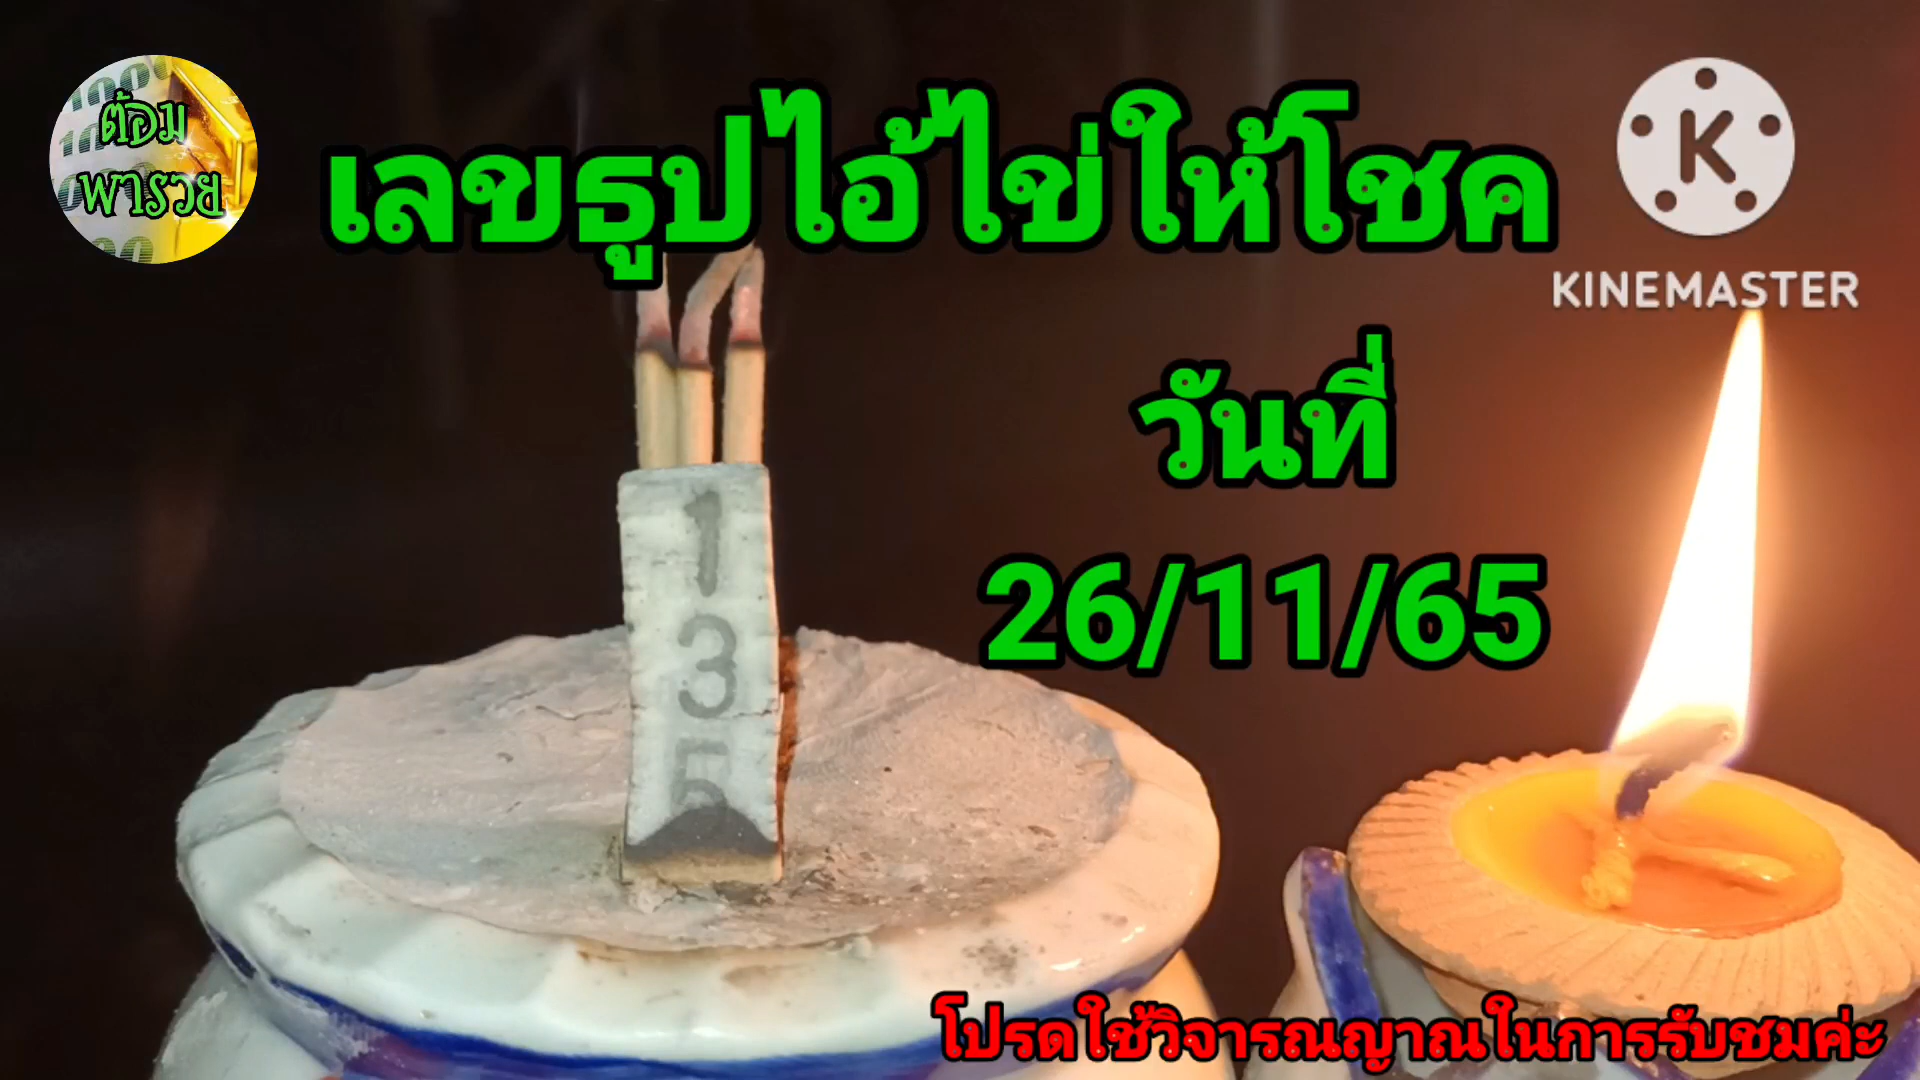 ต้อม
พารวย
เลขธูปไอ้ไข่ให้โชค
K
KINEMASTER
วันที่
26/11/65
1
3
5
โปรดใช้วิจารณญาณในการรับชมค่ะ